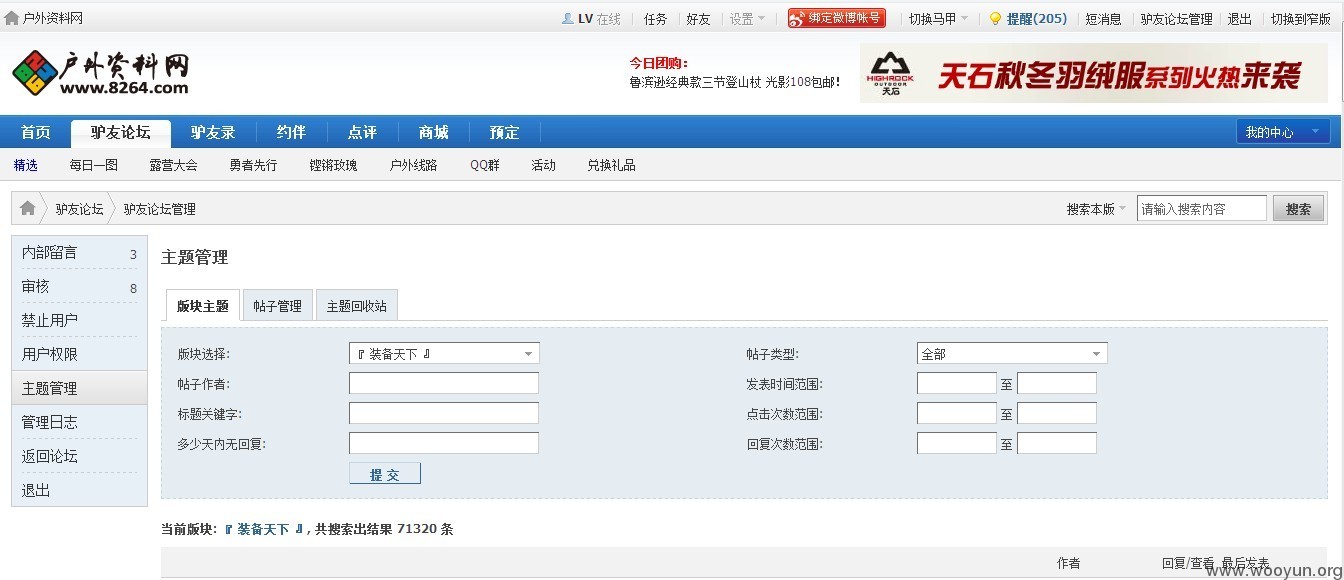 户外资料网 LV 在线 任务 好友 设置 绑定微博帐号 切换马甲 提醒(205) 短消息 驴友论坛管理 退出 切换到窄版
户外资料网
www.8264.com
今日团购：
鲁滨逊经典款三节登山杖 光影108包邮！
HIGHROCK
OUTDOOR
天石
天石秋冬羽绒服系列火热来袭
首页 驴友论坛 驴友录 约伴 点评 商城 预定 我的中心
精选 每日一图 露营大会 勇者先行 铿锵玫瑰 户外线路 QQ群 活动 兑换礼品
驴友论坛 驴友论坛管理 搜索本版 请输入搜索内容 搜索
内部留言 3
审核 8
禁止用户
用户权限
主题管理
管理日志
返回论坛
退出
主题管理
版块主题 帖子管理 主题回收站
版块选择: 『 装备天下 』 帖子类型: 全部
帖子作者: 发表时间范围: 至
标题关键字: 点击次数范围: 至
多少天内无回复: 回复次数范围: 至
提 交
当前版块: 『 装备天下 』, 共搜索出结果 71320 条
作者 回复/查看 最后发表
www.wooyun.org